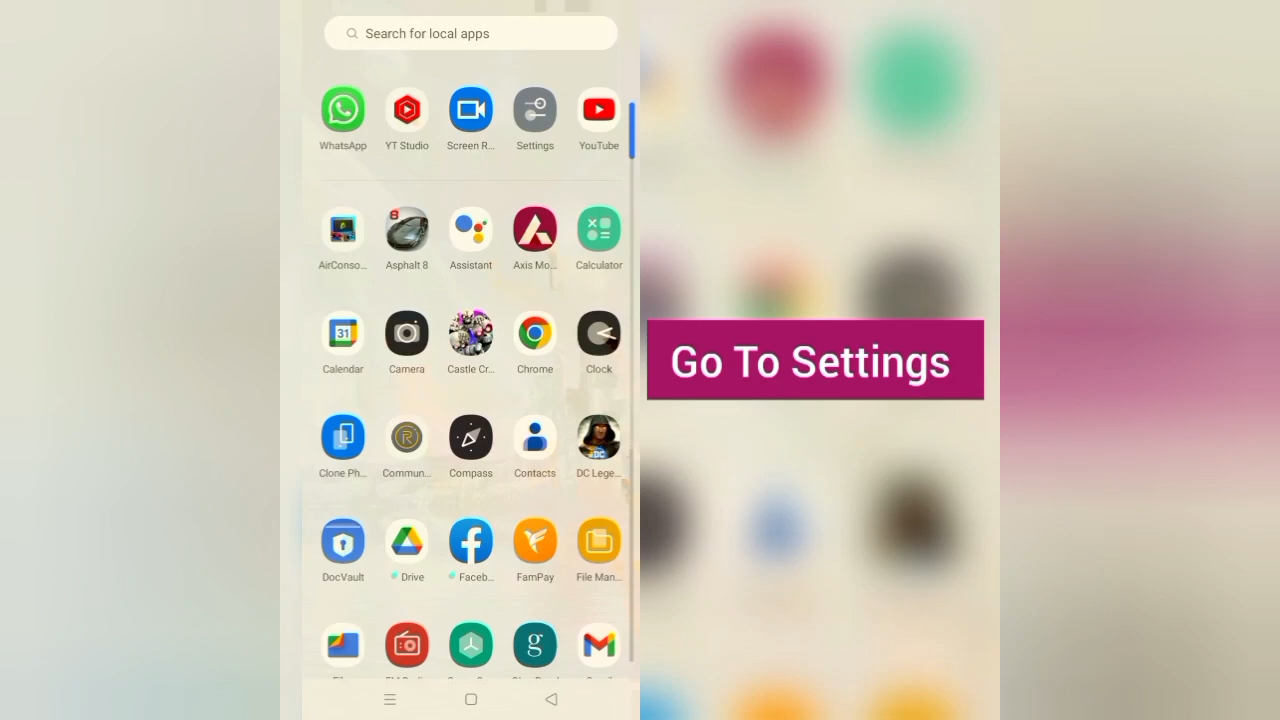 Search for local apps
WhatsApp YT Studio Screen R... Settings YouTube
AirConso... Asphalt 8 Assistant Axis Mo... Calculator
31
Calendar Camera Castle Cr... Chrome Clock
Go To Settings
DC
Clone Ph... Commun... Compass Contacts DC Lege...
DocVault Drive Faceb... FamPay File Man...